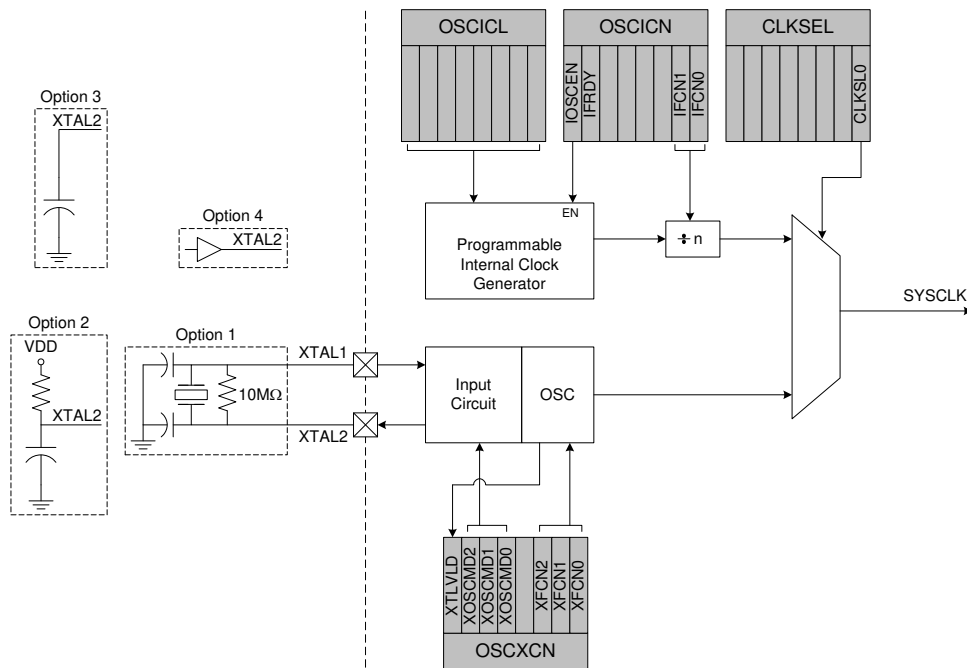 OSCICL
OSCICN
CLKSEL
IOSCEN
IFRDY
IFCN1
IFCN0
CLKSL0
Option 3
XTAL2
Option 4
XTAL2
EN
Programmable
Internal Clock
Generator
÷ n
SYSCLK
Option 2
VDD
XTAL2
Option 1
10MΩ
XTAL1
XTAL2
Input
Circuit
OSC
XTLVLD
XOSCMD2
XOSCMD1
XOSCMD0
XFCN2
XFCN1
XFCN0
OSCXCN